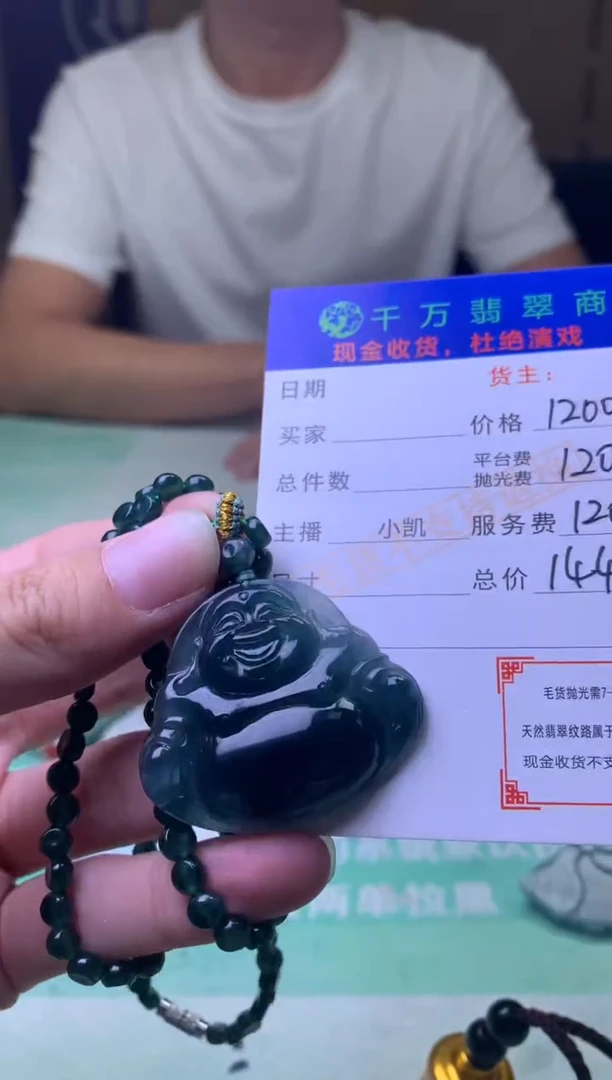 千万翡翠商
现金收货，杜绝演戏
日期
货主：
买家 价格 1200
总件数 平台费 抛光费 120
主播 小凯 服务费 120
尺寸 总价 144
毛货抛光需7-
天然翡翠纹路属于
现金收货不支